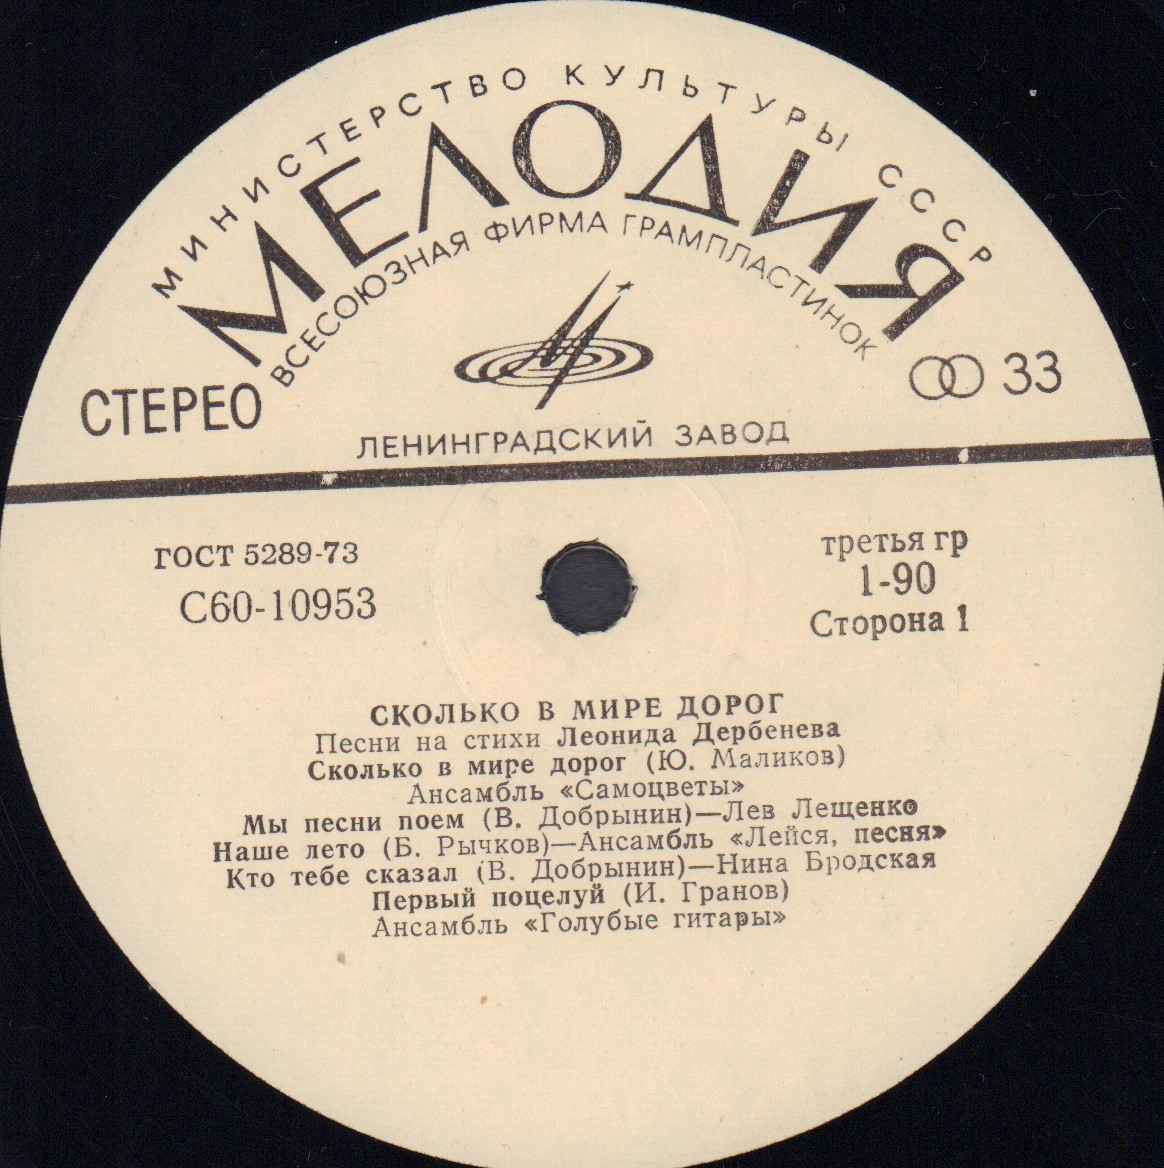 МИНИСТЕРСТВО КУЛЬТУРЫ СССР
МЕЛОДИЯ
ВСЕСОЮЗНАЯ ФИРМА ГРАМПЛАСТИНОК
СТЕРЕО
33
ЛЕНИНГРАДСКИЙ ЗАВОД
ГОСТ 5289-73
С60-10953
третья гр
1-90
Сторона 1
СКОЛЬКО В МИРЕ ДОРОГ
Песни на стихи Леонида Дербенева
Сколько в мире дорог (Ю. Маликов)
Ансамбль «Самоцветы»
Мы песни поем (В. Добрынин)—Лев Лещенко
Наше лето (Б. Рычков)—Ансамбль «Лейся, песня»
Кто тебе сказал (В. Добрынин)—Нина Бродская
Первый поцелуй (И. Гранов)
Ансамбль «Голубые гитары»